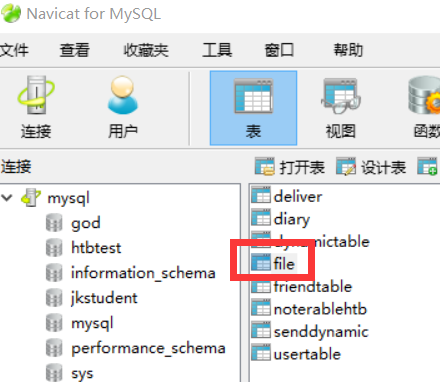 Navicat for MySQL
文件 查看 收藏夹 工具 窗口 帮助
连接 用户 表 视图 函数
连接
打开表 设计表
mysql
god
htbtest
information_schema
jkstudent
mysql
performance_schema
sys
deliver
diary
dynamictable
file
friendtable
noterablehtb
senddynamic
usertable